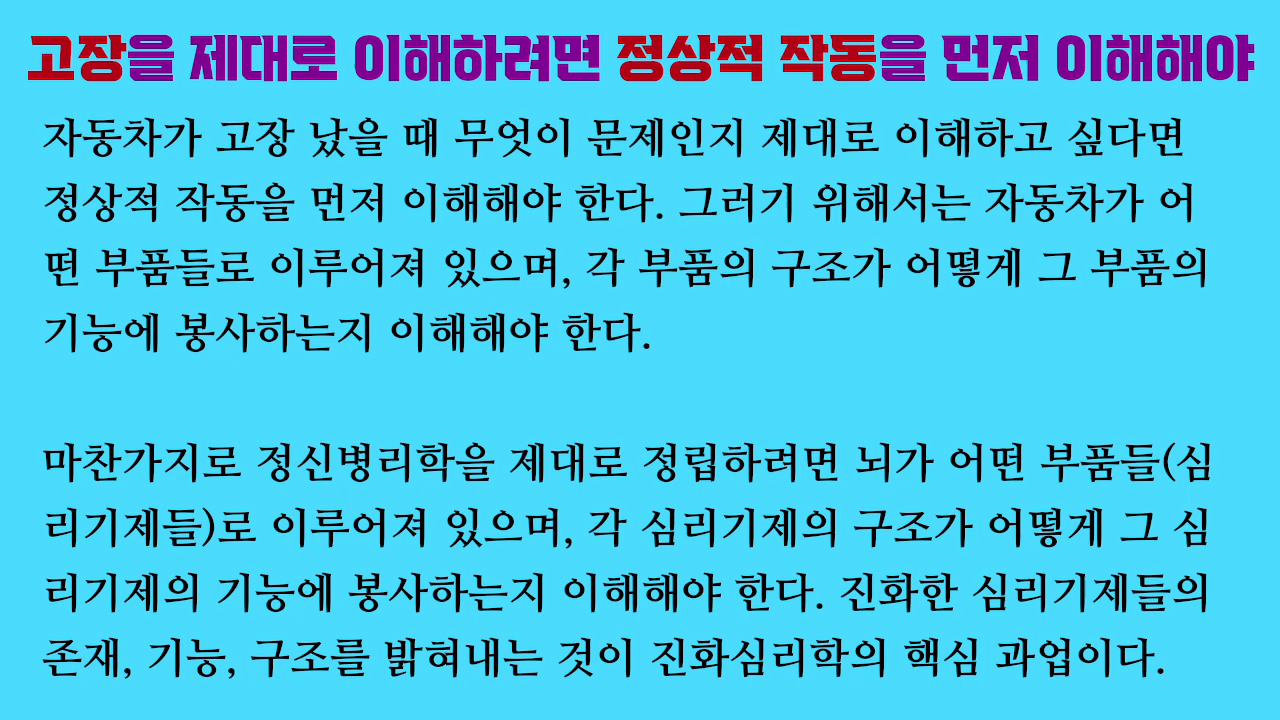 고장을 제대로 이해하려면 정상적 작동을 먼저 이해해야
자동차가 고장 났을 때 무엇이 문제인지 제대로 이해하고 싶다면
정상적 작동을 먼저 이해해야 한다. 그러기 위해서는 자동차가 어
떤 부품들로 이루어져 있으며, 각 부품의 구조가 어떻게 그 부품의
기능에 봉사하는지 이해해야 한다.
마찬가지로 정신병리학을 제대로 정립하려면 뇌가 어떤 부품들(심
리기제들)로 이루어져 있으며, 각 심리기제의 구조가 어떻게 그 심
리기제의 기능에 봉사하는지 이해해야 한다. 진화한 심리기제들의
존재, 기능, 구조를 밝혀내는 것이 진화심리학의 핵심 과업이다.